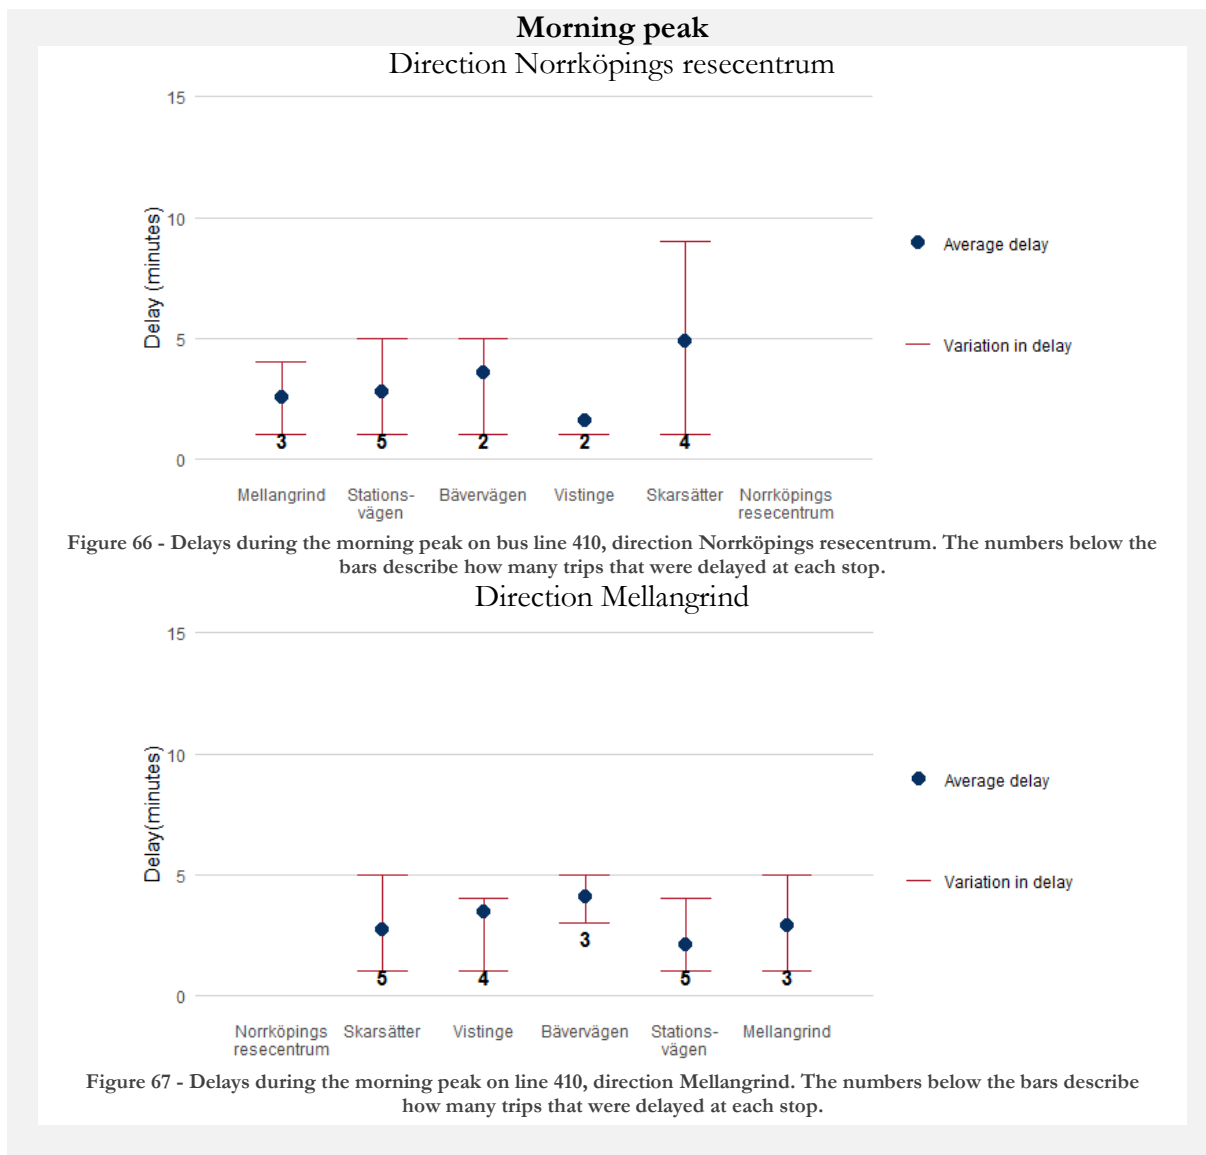 Morning peak
Direction Norrköpings resecentrum
15
10
5
0
Delay (minutes)
Average delay
Variation in delay
3 5 2 2 4
Mellangrind Stations-
vägen Bävervägen Vistinge Skarsätter Norrköpings
resecentrum
Figure 66 - Delays during the morning peak on bus line 410, direction Norrköpings resecentrum. The numbers below the
bars describe how many trips that were delayed at each stop.
Direction Mellangrind
15
10
5
0
Delay(minutes)
Average delay
Variation in delay
5 4 3 5 3
Norrköpings
resecentrum Skarsätter Vistinge Bävervägen Stations-
vägen Mellangrind
Figure 67 - Delays during the morning peak on line 410, direction Mellangrind. The numbers below the bars describe
how many trips that were delayed at each stop.